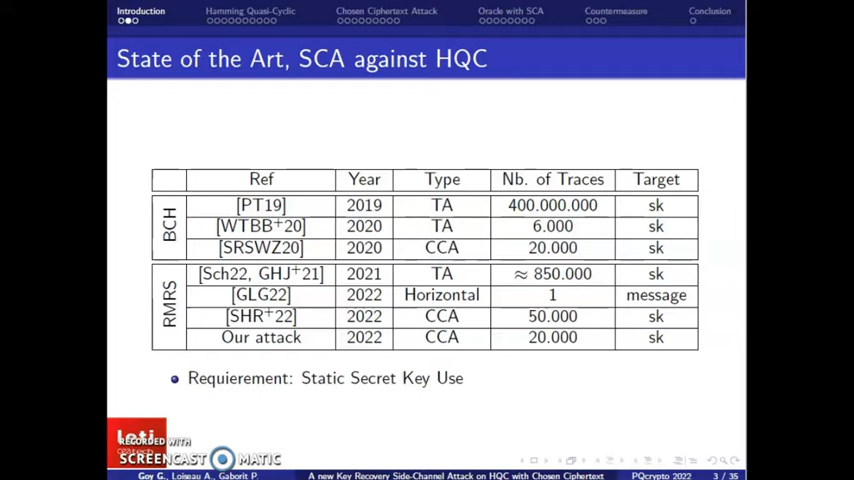 Introduction Hamming Quasi-Cyclic Chosen Ciphertext Attack Oracle with SCA Countermeasure Conclusion
State of the Art, SCA against HQC
Ref Year Type Nb. of Traces Target
BCH
[PT19] 2019 TA 400.000.000 sk
[WTBB+20] 2020 TA 6.000 sk
[SRSWZ20] 2020 CCA 20.000 sk
RMRS
[Sch22, GHJ+21] 2021 TA ≈ 850.000 sk
[GLG22] 2022 Horizontal 1 message
[SHR+22] 2022 CCA 50.000 sk
Our attack 2022 CCA 20.000 sk
Requierement: Static Secret Key Use
leti
RECORDED WITH
SCREENCAST MATIC
Goy G., Loiseau A., Gaborit P. A new Key Recovery Side-Channel Attack on HQC with Chosen Ciphertext PQcrypto 2022 3 / 35